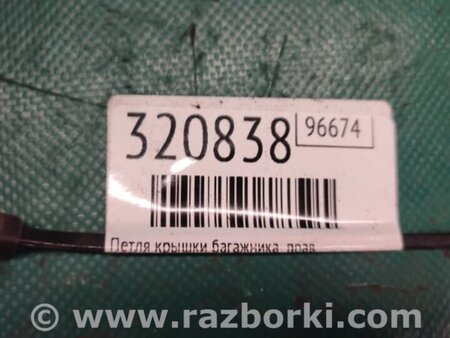 320838
96674
Петля крышки багажника, прав
© www.razborki.com